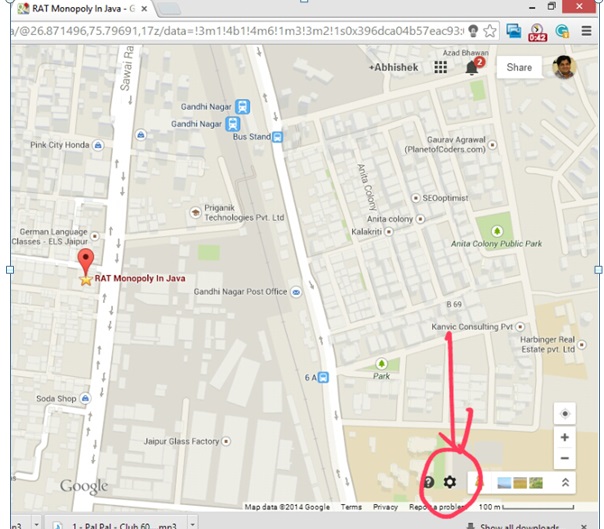 RAT Monopoly In Java - G
a/@26.871496,75.79691,17z/data=!3m1!4b1!4m6!1m3!3m2!1s0x396dca04b57eac93:
0:42
Azad Bhawan
+Abhishek
2
Share
Sawai Ra
Gandhi Nagar
Gandhi Nagar
Bus Stand
Pink City Honda
Gaurav Agrawal
(PlanetofCoders.com)
Anita Colony
SEOptimist
Priganik
Technologies Pvt. Ltd
Anita colony
Kalakriti
German Language
Classes - ELS Jaipur
Anita Colony Public Park
RAT Monopoly In Java
Gandhi Nagar Post Office
B 69
Kanvic Consulting Pvt
Harbinger Real
Estate pvt. Ltd
Park
6 A
Soda Shop
Jaipur Glass Factory
+
−
Google
?
Map data ©2014 Google Terms Privacy Report a problem 100 m
n3
1 - Pal Pal - Club 60....mp3
Show all downloads